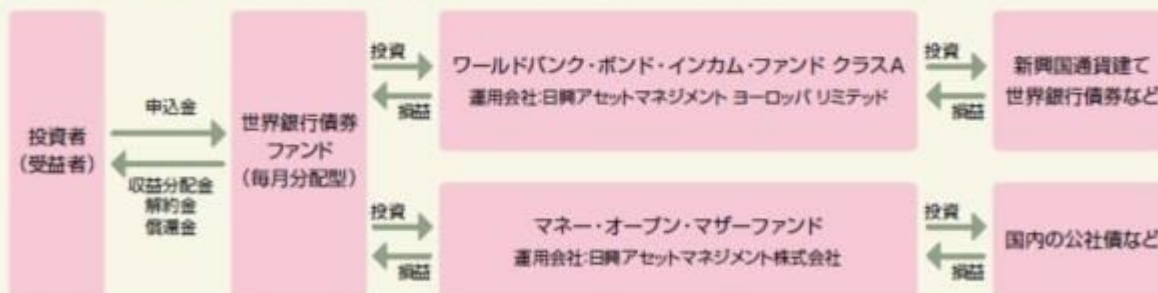 投資者
(受益者)
申込金
収益分配金
解約金
償還金
世界銀行債券
ファンド
(毎月分配型)
投資
損益
ワールドバンク・ボンド・インカム・ファンド クラスA
運用会社:日興アセットマネジメント ヨーロッパ リミテッド
投資
損益
新興国通貨建て
世界銀行債券など
投資
損益
マネー・オープン・マザーファンド
運用会社:日興アセットマネジメント株式会社
投資
損益
国内の公社債など